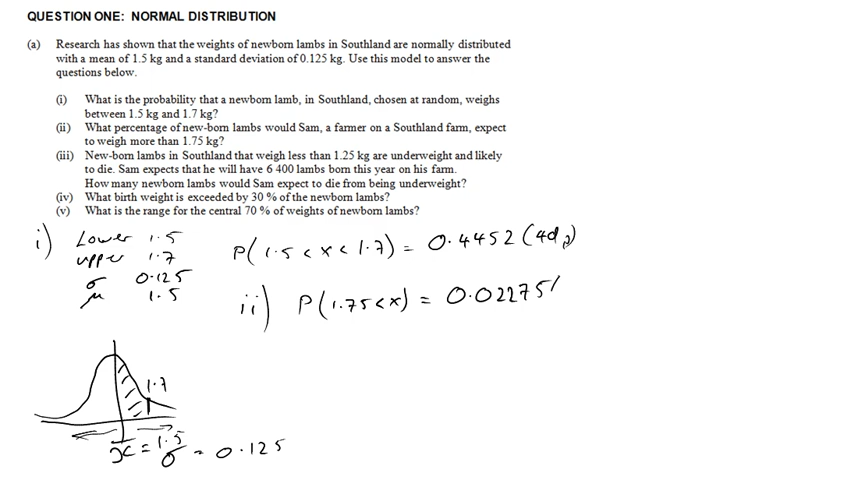 QUESTION ONE: NORMAL DISTRIBUTION
(a) Research has shown that the weights of newborn lambs in Southland are normally distributed
with a mean of 1.5 kg and a standard deviation of 0.125 kg. Use this model to answer the
questions below.
(i) What is the probability that a newborn lamb, in Southland, chosen at random, weighs
between 1.5 kg and 1.7 kg?
(ii) What percentage of new-born lambs would Sam, a farmer on a Southland farm, expect
to weigh more than 1.75 kg?
(iii) New-born lambs in Southland that weigh less than 1.25 kg are underweight and likely
to die. Sam expects that he will have 6 400 lambs born this year on his farm.
How many newborn lambs would Sam expect to die from being underweight?
(iv) What birth weight is exceeded by 30 % of the newborn lambs?
(v) What is the range for the central 70 % of weights of newborn lambs?
i) Lower 1.5
upper 1.7
σ 0.125
μ 1.5
P(1.5 < x < 1.7) = 0.4452 (4dp)
ii) P(1.75 < x) = 0.02275
1.7
x̄ = 1.5
σ = 0.125